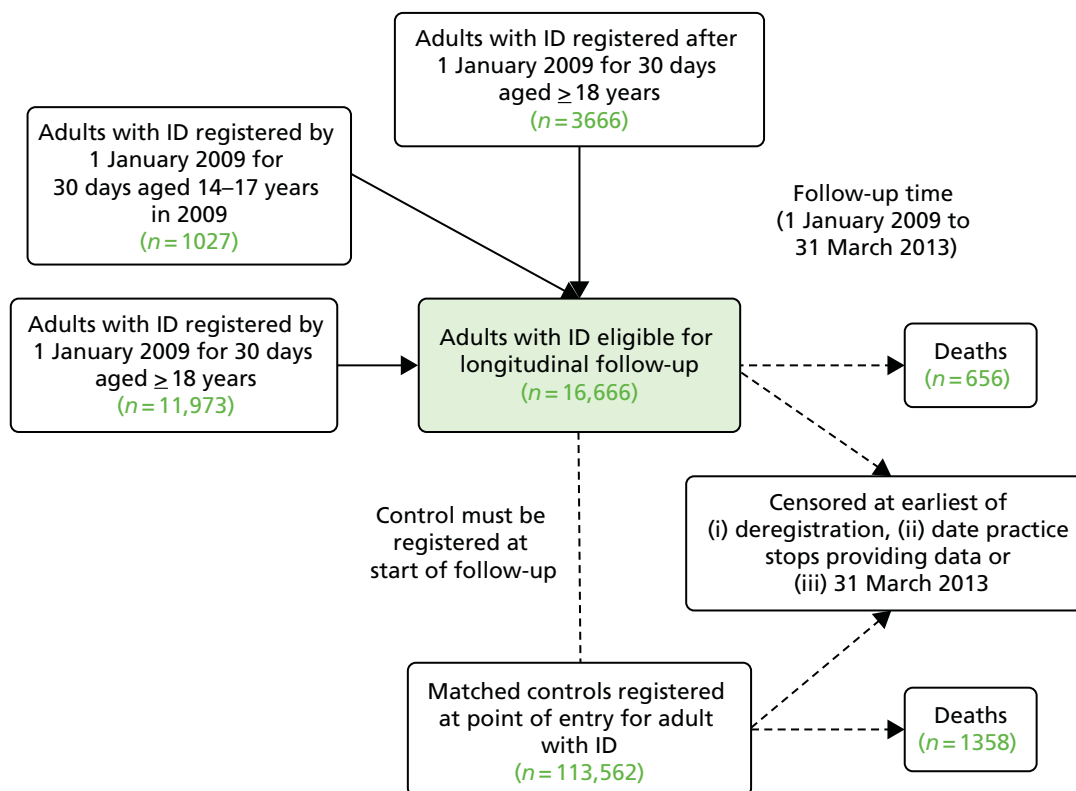 Adults with ID registered after
1 January 2009 for 30 days
aged ≥ 18 years
(n = 3666)
Adults with ID registered by
1 January 2009 for
30 days aged 14–17 years
in 2009
(n = 1027)
Follow-up time
(1 January 2009 to
31 March 2013)
Adults with ID registered by
1 January 2009 for 30 days
aged ≥ 18 years
(n = 11,973)
Adults with ID eligible for
longitudinal follow-up
(n = 16,666)
Deaths
(n = 656)
Control must be
registered at
start of follow-up
Censored at earliest of
(i) deregistration, (ii) date practice
stops providing data or
(iii) 31 March 2013
Matched controls registered
at point of entry for adult
with ID
(n = 113,562)
Deaths
(n = 1358)